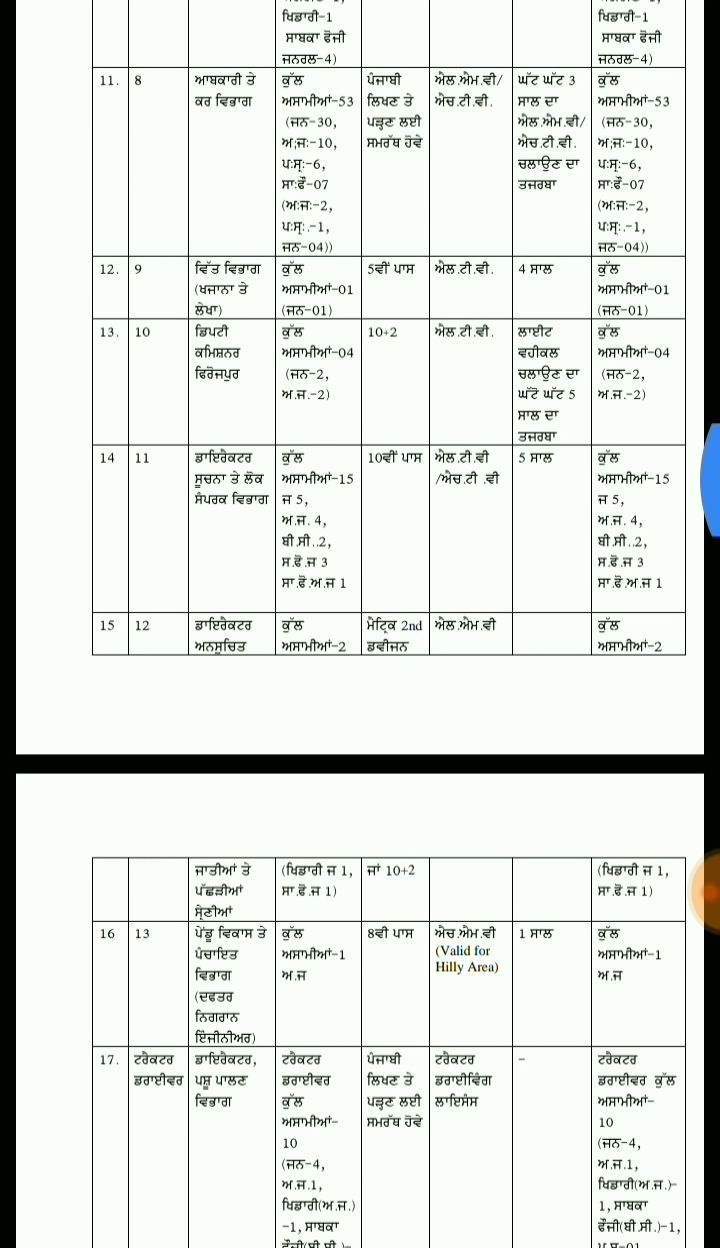 ਖਿਡਾਰੀ-1
ਸਾਬਕਾ ਫੌਜੀ
ਜਨਰਲ-4)
ਖਿਡਾਰੀ-1
ਸਾਬਕਾ ਫੌਜੀ
ਜਨਰਲ-4)
11.
8
ਆਬਕਾਰੀ ਤੇ
ਕਰ ਵਿਭਾਗ
ਕੁੱਲ
ਅਸਾਮੀਆਂ-53
(ਜਨ-30,
ਅ;ਜ:-10,
ਪ:ਸ੍ਰ:-6,
ਸਾ:ਫੌ-07
(ਅ:ਜ:-2,
ਪ:ਸ੍ਰ:.-1,
ਜਨ-04))
ਪੰਜਾਬੀ
ਲਿਖਣ ਤੇ
ਪੜ੍ਹਣ ਲਈ
ਸਮਰੱਥ ਹੋਵੇ
ਐਲ.ਐਮ.ਵੀ/
ਐਚ.ਟੀ.ਵੀ.
ਘੱਟ ਘੱਟ 3
ਸਾਲ ਦਾ
ਐਲ.ਐਮ.ਵੀ/
ਐਚ.ਟੀ.ਵੀ.
ਚਲਾਉਣ ਦਾ
ਤਜਰਬਾ
ਕੁੱਲ
ਅਸਾਮੀਆਂ-53
(ਜਨ-30,
ਅ;ਜ:-10,
ਪ:ਸ੍ਰ:-6,
ਸਾ:ਫੌ-07
(ਅ:ਜ:-2,
ਪ:ਸ੍ਰ:.-1,
ਜਨ-04))
12.
9
ਵਿੱਤ ਵਿਭਾਗ
(ਖਜਾਨਾ ਤੇ
ਲੇਖਾ)
ਕੁੱਲ
ਅਸਾਮੀਆਂ-01
(ਜਨ-01)
5ਵੀਂ ਪਾਸ
ਐਲ.ਟੀ.ਵੀ.
4 ਸਾਲ
ਕੁੱਲ
ਅਸਾਮੀਆਂ-01
(ਜਨ-01)
13.
10
ਡਿਪਟੀ
ਕਮਿਸ਼ਨਰ
ਫਿਰੋਜਪੁਰ
ਕੁੱਲ
ਅਸਾਮੀਆਂ-04
(ਜਨ-2,
ਅ.ਜ.-2)
10+2
ਐਲ.ਟੀ.ਵੀ.
ਲਾਈਟ
ਵਹੀਕਲ
ਚਲਾਉਣ ਦਾ
ਘੱਟੋ ਘੱਟ 5
ਸਾਲ ਦਾ
ਤਜਰਬਾ
ਕੁੱਲ
ਅਸਾਮੀਆਂ-04
(ਜਨ-2,
ਅ.ਜ.-2)
14
11
ਡਾਇਰੈਕਟਰ
ਸੂਚਨਾ ਤੇ ਲੋਕ
ਸੰਪਰਕ ਵਿਭਾਗ
ਕੁੱਲ
ਅਸਾਮੀਆਂ-15
ਜ 5,
ਅ.ਜ. 4,
ਬੀ.ਸੀ..2,
ਸ.ਫੋ.ਜ 3
ਸਾ.ਫੋ.ਅ.ਜ 1
10ਵੀਂ ਪਾਸ
ਐਲ.ਟੀ.ਵੀ
/ਐਚ.ਟੀ .ਵੀ
5 ਸਾਲ
ਕੁੱਲ
ਅਸਾਮੀਆਂ-15
ਜ 5,
ਅ.ਜ. 4,
ਬੀ.ਸੀ..2,
ਸ.ਫੋ.ਜ 3
ਸਾ.ਫੋ.ਅ.ਜ 1
15
12
ਡਾਇਰੈਕਟਰ
ਅਨਸੁਚਿਤ
ਕੁੱਲ
ਅਸਾਮੀਆਂ-2
ਮੈਟ੍ਰਿਕ 2nd
ਡਵੀਜਨ
ਐਲ.ਐਮ.ਵੀ
ਕੁੱਲ
ਅਸਾਮੀਆਂ-2
ਜਾਤੀਆਂ ਤੇ
ਪੱਛੜੀਆਂ
ਸ੍ਰੇਣੀਆਂ
(ਖਿਡਾਰੀ ਜ 1,
ਸਾ.ਫੋ.ਜ 1)
ਜਾਂ 10+2
(ਖਿਡਾਰੀ ਜ 1,
ਸਾ.ਫੋ.ਜ 1)
16
13
ਪੇਂਡੂ ਵਿਕਾਸ ਤੇ
ਪੰਚਾਇਤ
ਵਿਭਾਗ
(ਦਫਤਰ
ਨਿਗਰਾਨ
ਇੰਜੀਨੀਅਰ)
ਕੁੱਲ
ਅਸਾਮੀਆਂ-1
ਅ.ਜ
8ਵੀ ਪਾਸ
ਐਚ.ਐਮ.ਵੀ
(Valid for
Hilly Area)
1 ਸਾਲ
ਕੁੱਲ
ਅਸਾਮੀਆਂ-1
ਅ.ਜ
17.
ਟਰੈਕਟਰ
ਡਰਾਈਵਰ
ਡਾਇਰੈਕਟਰ,
ਪਸ਼ੂ ਪਾਲਣ
ਵਿਭਾਗ
ਟਰੈਕਟਰ
ਡਰਾਈਵਰ
ਕੁੱਲ
ਅਸਾਮੀਆਂ-
10
(ਜਨ-4,
ਅ.ਜ.1,
ਖਿਡਾਰੀ(ਅ.ਜ.)
-1, ਸਾਬਕਾ
ਫੌਜੀ(ਬੀ.ਸੀ.)-
ਪੰਜਾਬੀ
ਲਿਖਣ ਤੇ
ਪੜ੍ਹਣ ਲਈ
ਸਮਰੱਥ ਹੋਵੇ
ਟਰੈਕਟਰ
ਡਰਾਈਵਿੰਗ
ਲਾਇਸੰਸ
-
ਟਰੈਕਟਰ
ਡਰਾਈਵਰ ਕੁੱਲ
ਅਸਾਮੀਆਂ-
10
(ਜਨ-4,
ਅ.ਜ.1,
ਖਿਡਾਰੀ(ਅ.ਜ.)-
1, ਸਾਬਕਾ
ਫੌਜੀ(ਬੀ.ਸੀ.)-1,